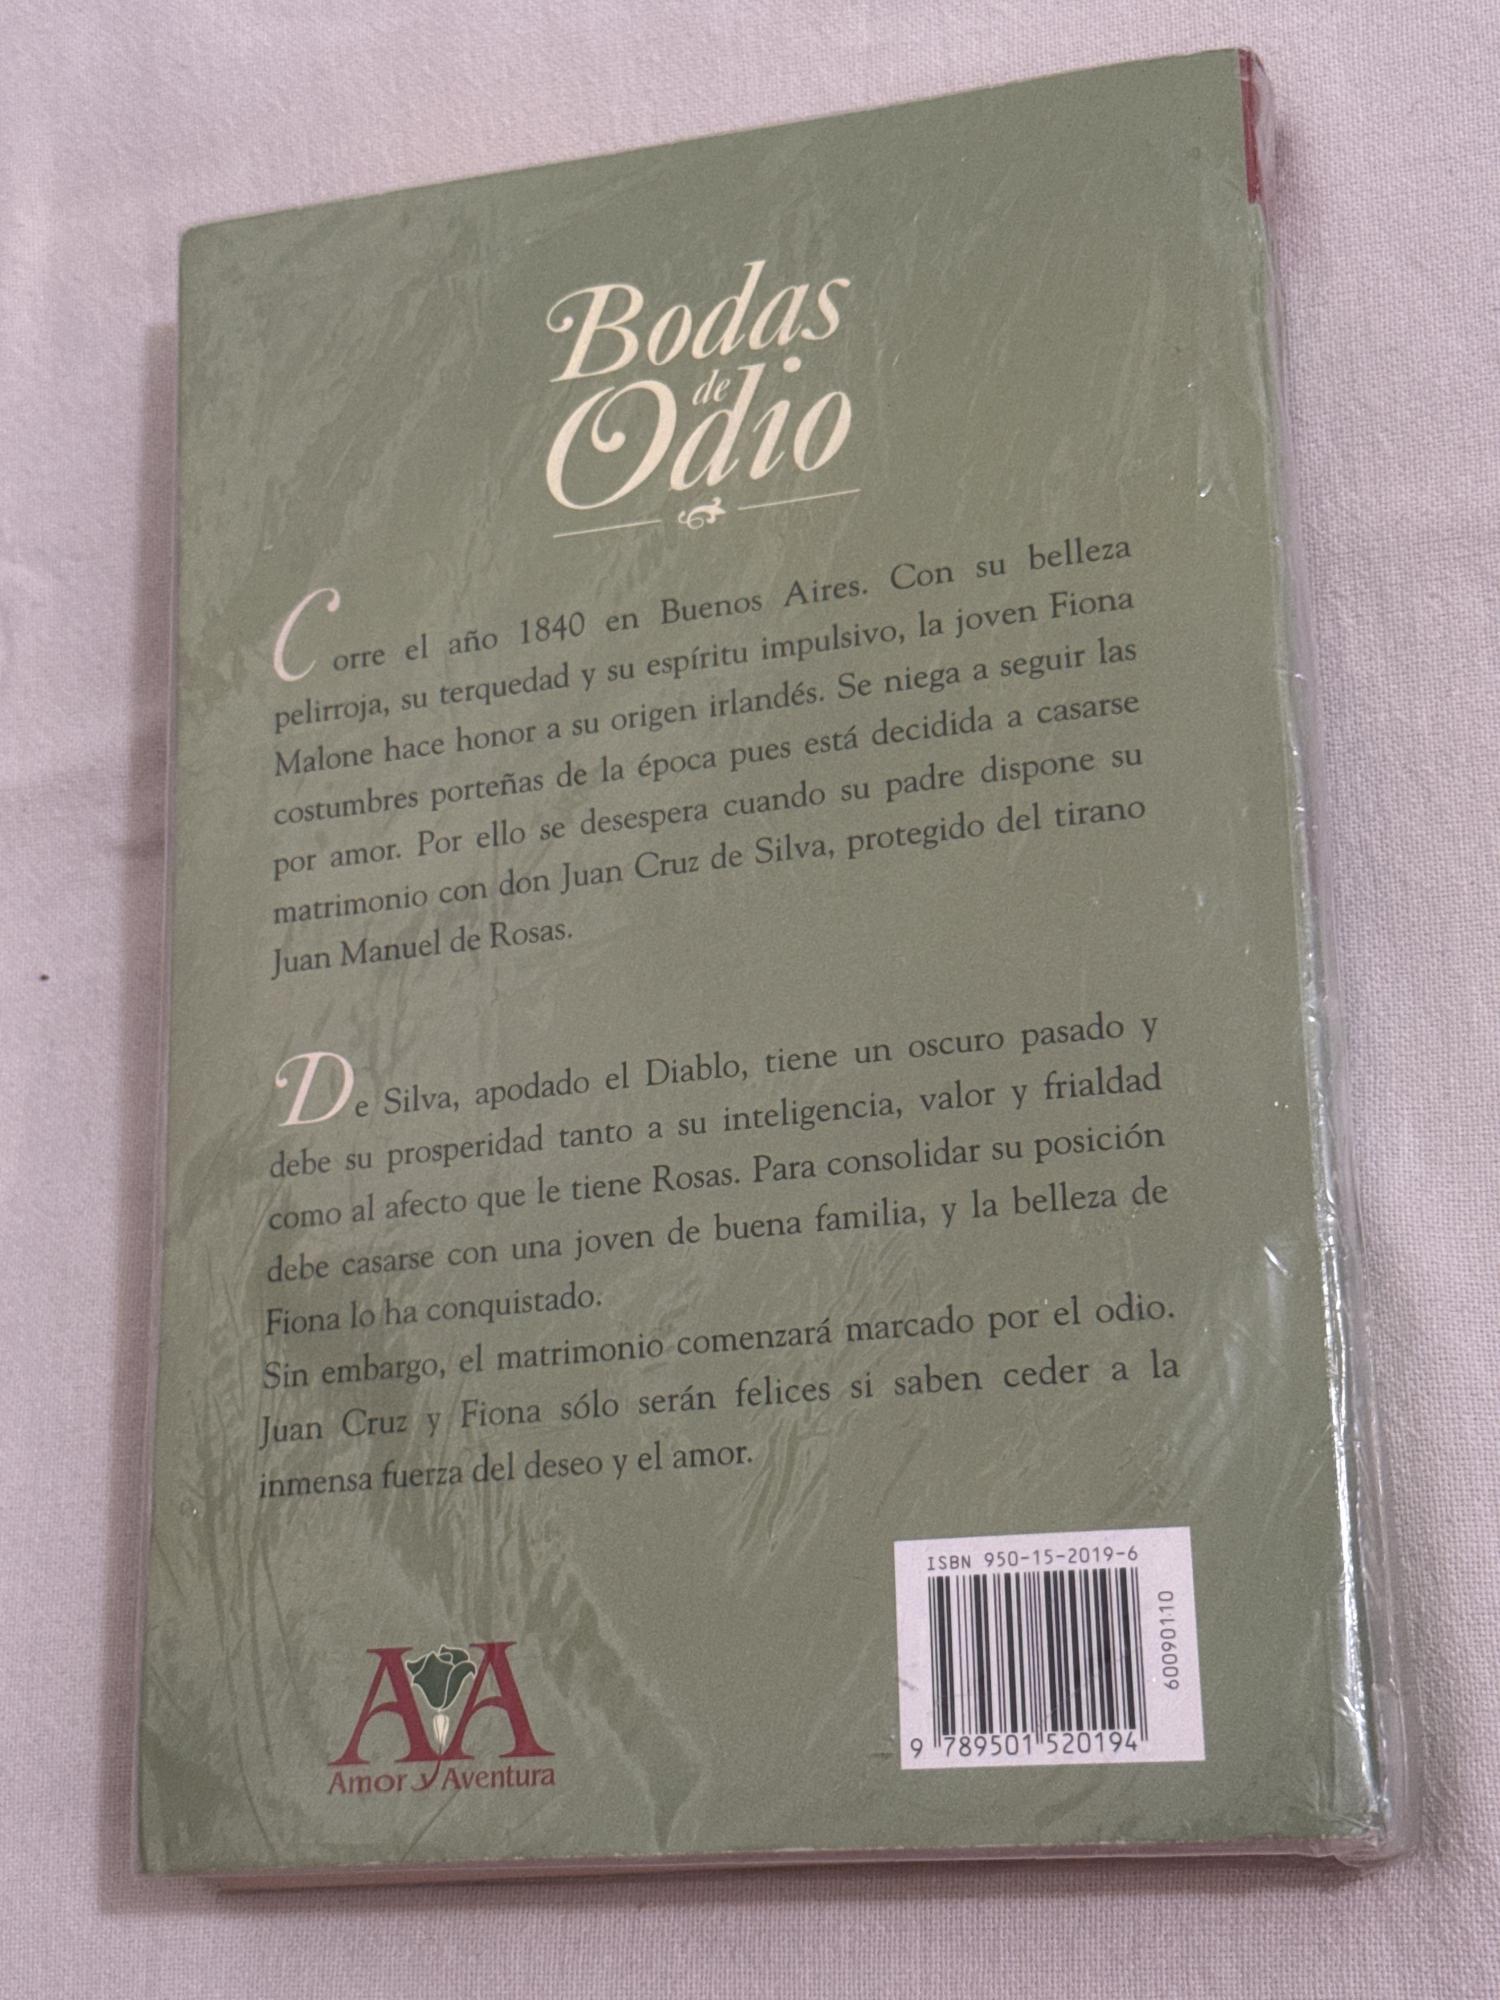 Bodas
de
Odio
Corre el año 1840 en Buenos Aires. Con su belleza
pelirroja, su terquedad y su espíritu impulsivo, la joven Fiona
Malone hace honor a su origen irlandés. Se niega a seguir las
costumbres porteñas de la época pues está decidida a casarse
por amor. Por ello se desespera cuando su padre dispone su
matrimonio con don Juan Cruz de Silva, protegido del tirano
Juan Manuel de Rosas.
De Silva, apodado el Diablo, tiene un oscuro pasado y
debe su prosperidad tanto a su inteligencia, valor y frialdad
como al afecto que le tiene Rosas. Para consolidar su posición
debe casarse con una joven de buena familia, y la belleza de
Fiona lo ha conquistado.
Sin embargo, el matrimonio comenzará marcado por el odio.
Juan Cruz y Fiona sólo serán felices si saben ceder a la
inmensa fuerza del deseo y el amor.
AA
Amor y Aventura
ISBN 950-15-2019-6
60090110
9 789501 520194